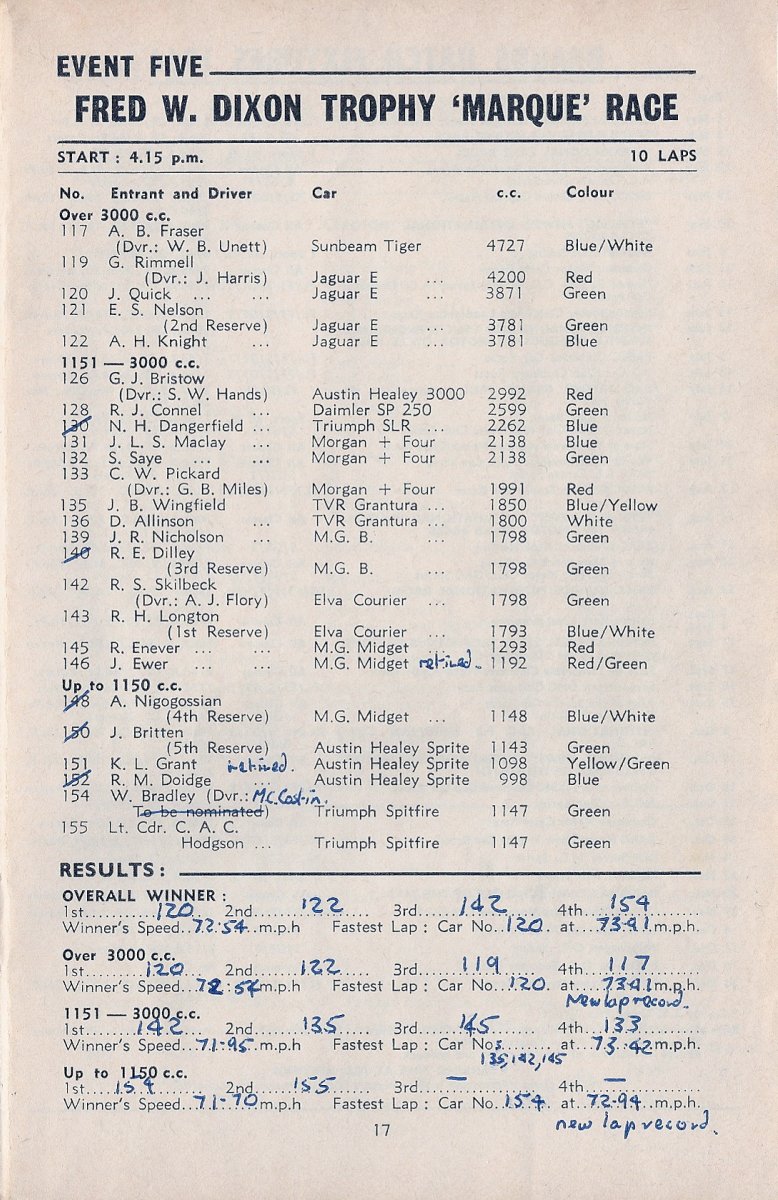 EVENT FIVE
FRED W. DIXON TROPHY 'MARQUE' RACE
START : 4.15 p.m. 10 LAPS
No. Entrant and Driver Car c.c. Colour
Over 3000 c.c.
117 A. B. Fraser
(Dvr.: W. B. Unett) Sunbeam Tiger 4727 Blue/White
119 G. Rimmell
(Dvr.: J. Harris) Jaguar E ... 4200 Red
120 J. Quick ... ... Jaguar E ... 3871 Green
121 E. S. Nelson
(2nd Reserve) Jaguar E ... 3781 Green
122 A. H. Knight ... Jaguar E ... 3781 Blue
1151 — 3000 c.c.
126 G. J. Bristow
(Dvr.: S. W. Hands) Austin Healey 3000 2992 Red
128 R. J. Connel ... Daimler SP 250 2599 Green
130 N. H. Dangerfield ... Triumph SLR ... 2262 Blue
131 J. L. S. Maclay ... Morgan + Four 2138 Blue
132 S. Saye ... ... Morgan + Four 2138 Green
133 C. W. Pickard
(Dvr.: G. B. Miles) Morgan + Four 1991 Red
135 J. B. Wingfield TVR Grantura ... 1850 Blue/Yellow
136 D. Allinson ... TVR Grantura ... 1800 White
139 J. R. Nicholson ... M.G. B. ... 1798 Green
140 R. E. Dilley
(3rd Reserve) M.G. B. ... 1798 Green
142 R. S. Skilbeck
(Dvr.: A. J. Flory) Elva Courier ... 1798 Green
143 R. H. Longton
(1st Reserve) Elva Courier ... 1793 Blue/White
145 R. Enever ... ... M.G. Midget ... 1293 Red
146 J. Ewer ... ... M.G. Midget retired. 1192 Red/Green
Up to 1150 c.c.
148 A. Nigogossian
(4th Reserve) M.G. Midget ... 1148 Blue/White
150 J. Britten
(5th Reserve) Austin Healey Sprite 1143 Green
151 K. L. Grant retired. Austin Healey Sprite 1098 Yellow/Green
152 R. M. Doidge ... Austin Healey Sprite 998 Blue
154 W. Bradley (Dvr.: Mc.Costin.
To be nominated) Triumph Spitfire 1147 Green
155 Lt. Cdr. C. A. C.
Hodgson ... Triumph Spitfire 1147 Green
RESULTS :
OVERALL WINNER :
1st..........120.. 2nd..........122..... 3rd......142..... 4th....154..........
Winner's Speed..72.54..m.p.h Fastest Lap : Car No..120. at...73.91.m.p.h.
Over 3000 c.c.
1st........120.... 2nd..........122..... 3rd......119..... 4th....117..........
Winner's Speed..72.54.m.p.h Fastest Lap : Car No..120. at....73.91.m.p.h.
New lap record.
1151 — 3000 c.c.
1st.......142... 2nd..........135..... 3rd......145..... 4th....133..........
Winner's Speed..71.95.m.p.h Fastest Lap : Car Nos....... at...73.42.m.p.h.
135,142,145
Up to 1150 c.c.
1st.....154...... 2nd..........155..... 3rd......—..... 4th....—..........
Winner's Speed..71.70.m.p.h Fastest Lap : Car No..154.. at..72.94..m.p.h.
new lap record.
17